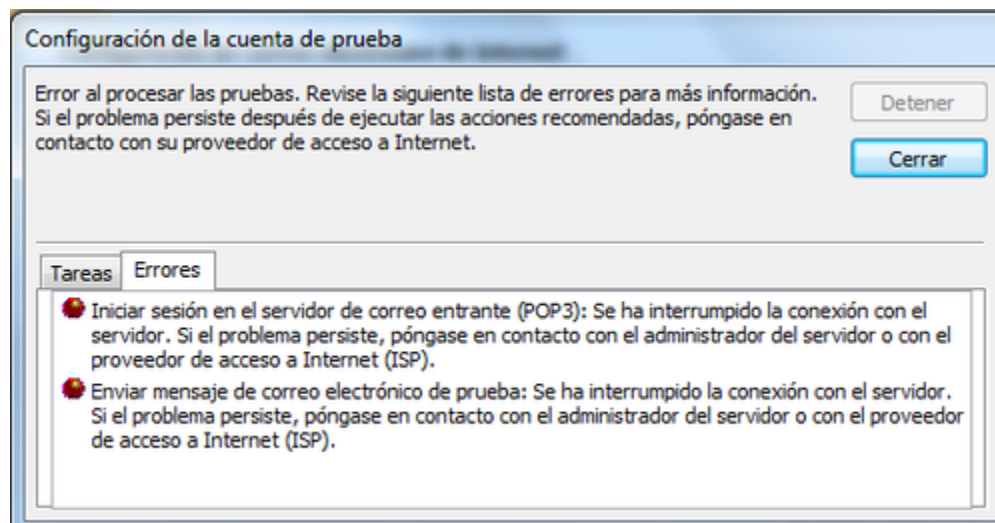 Configuración de la cuenta de prueba
Error al procesar las pruebas. Revise la siguiente lista de errores para más información.
Si el problema persiste después de ejecutar las acciones recomendadas, póngase en
contacto con su proveedor de acceso a Internet.
Detener
Cerrar
Tareas
Errores
Iniciar sesión en el servidor de correo entrante (POP3): Se ha interrumpido la conexión con el
servidor. Si el problema persiste, póngase en contacto con el administrador del servidor o con el
proveedor de acceso a Internet (ISP).
Enviar mensaje de correo electrónico de prueba: Se ha interrumpido la conexión con el servidor.
Si el problema persiste, póngase en contacto con el administrador del servidor o con el proveedor
de acceso a Internet (ISP).